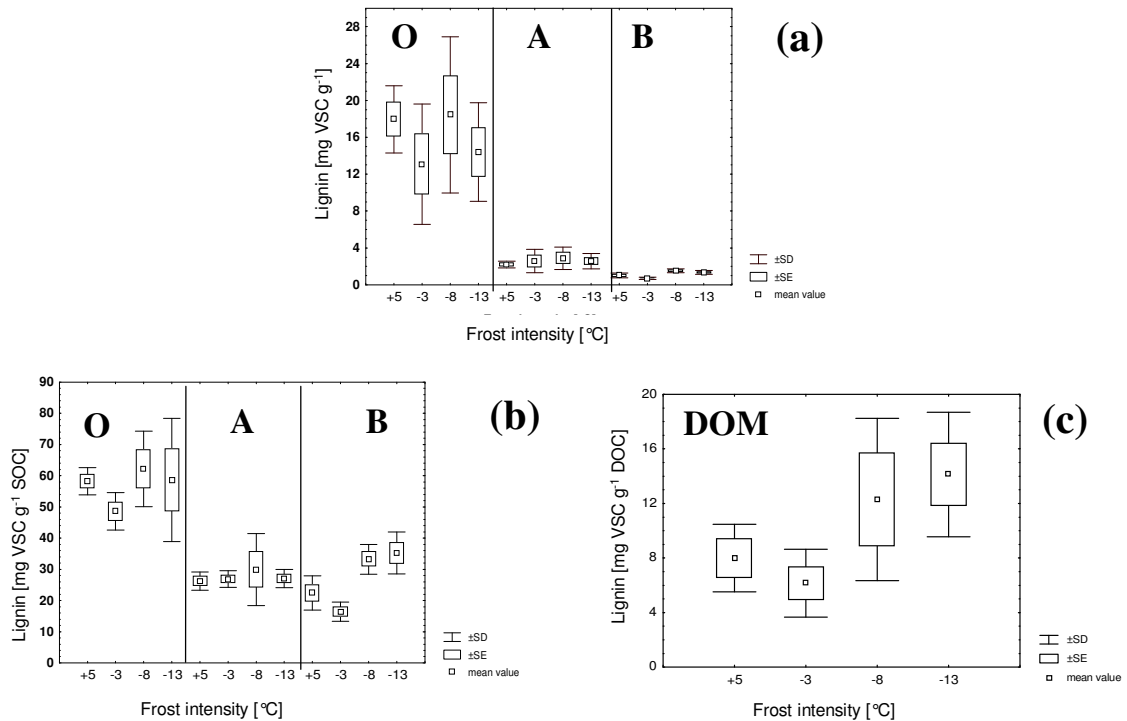 O A B (a)
28
24
20
16
12
8
4
0
Lignin [mg VSC g⁻¹]
+5 -3 -8 -13 +5 -3 -8 -13 +5 -3 -8 -13
Frost intensity [°C]
±SD
±SE
mean value
O A B (b)
90
80
70
60
50
40
30
20
10
0
Lignin [mg VSC g⁻¹ SOC]
+5 -3 -8 -13 +5 -3 -8 -13 +5 -3 -8 -13
Frost intensity [°C]
±SD
±SE
mean value
DOM (c)
20
16
12
8
4
0
Lignin [mg VSC g⁻¹ DOC]
+5 -3 -8 -13
Frost intensity [°C]
±SD
±SE
mean value